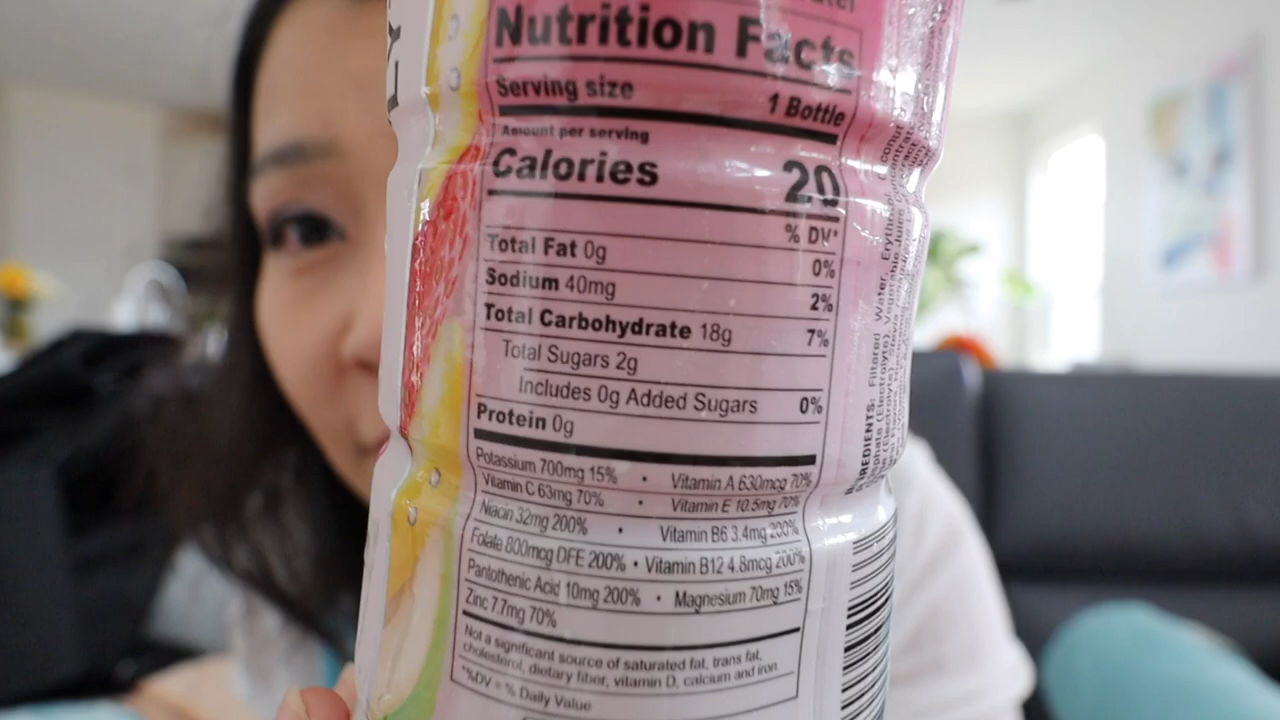 Nutrition Facts
Serving size 1 Bottle
Amount per serving
Calories 20
% DV*
Total Fat 0g 0%
Sodium 40mg 2%
Total Carbohydrate 18g 7%
Total Sugars 2g
Includes 0g Added Sugars 0%
Protein 0g
Potassium 700mg 15% • Vitamin A 630mcg 70%
Vitamin C 63mg 70% • Vitamin E 10.5mg 70%
Niacin 32mg 200% • Vitamin B6 3.4mg 200%
Folate 800mcg DFE 200% • Vitamin B12 4.8mcg 200%
Pantothenic Acid 10mg 200% • Magnesium 70mg 15%
Zinc 7.7mg 70%
Not a significant source of saturated fat, trans fat,
cholesterol, dietary fiber, vitamin D, calcium and iron
*%DV = % Daily Value
INGREDIENTS: Filtered Water,